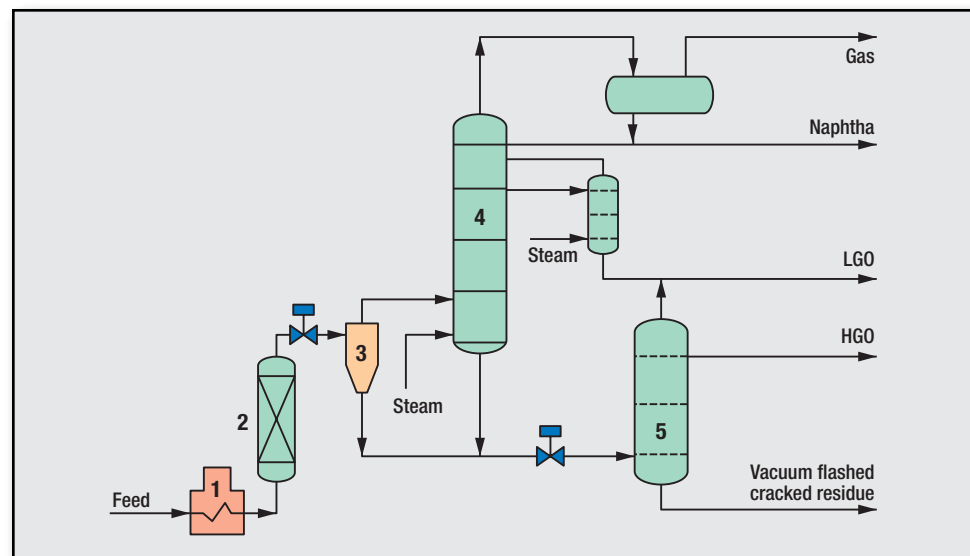 Gas
Naphtha
4
Steam
LGO
3
HGO
Steam
2
5
1
Feed
Vacuum flashed
cracked residue